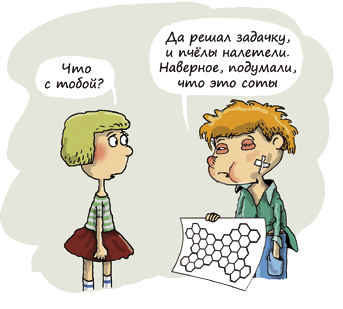 Что
с тобой?
Да решал задачку,
и пчёлы налетели.
Наверное, подумали,
что это соты